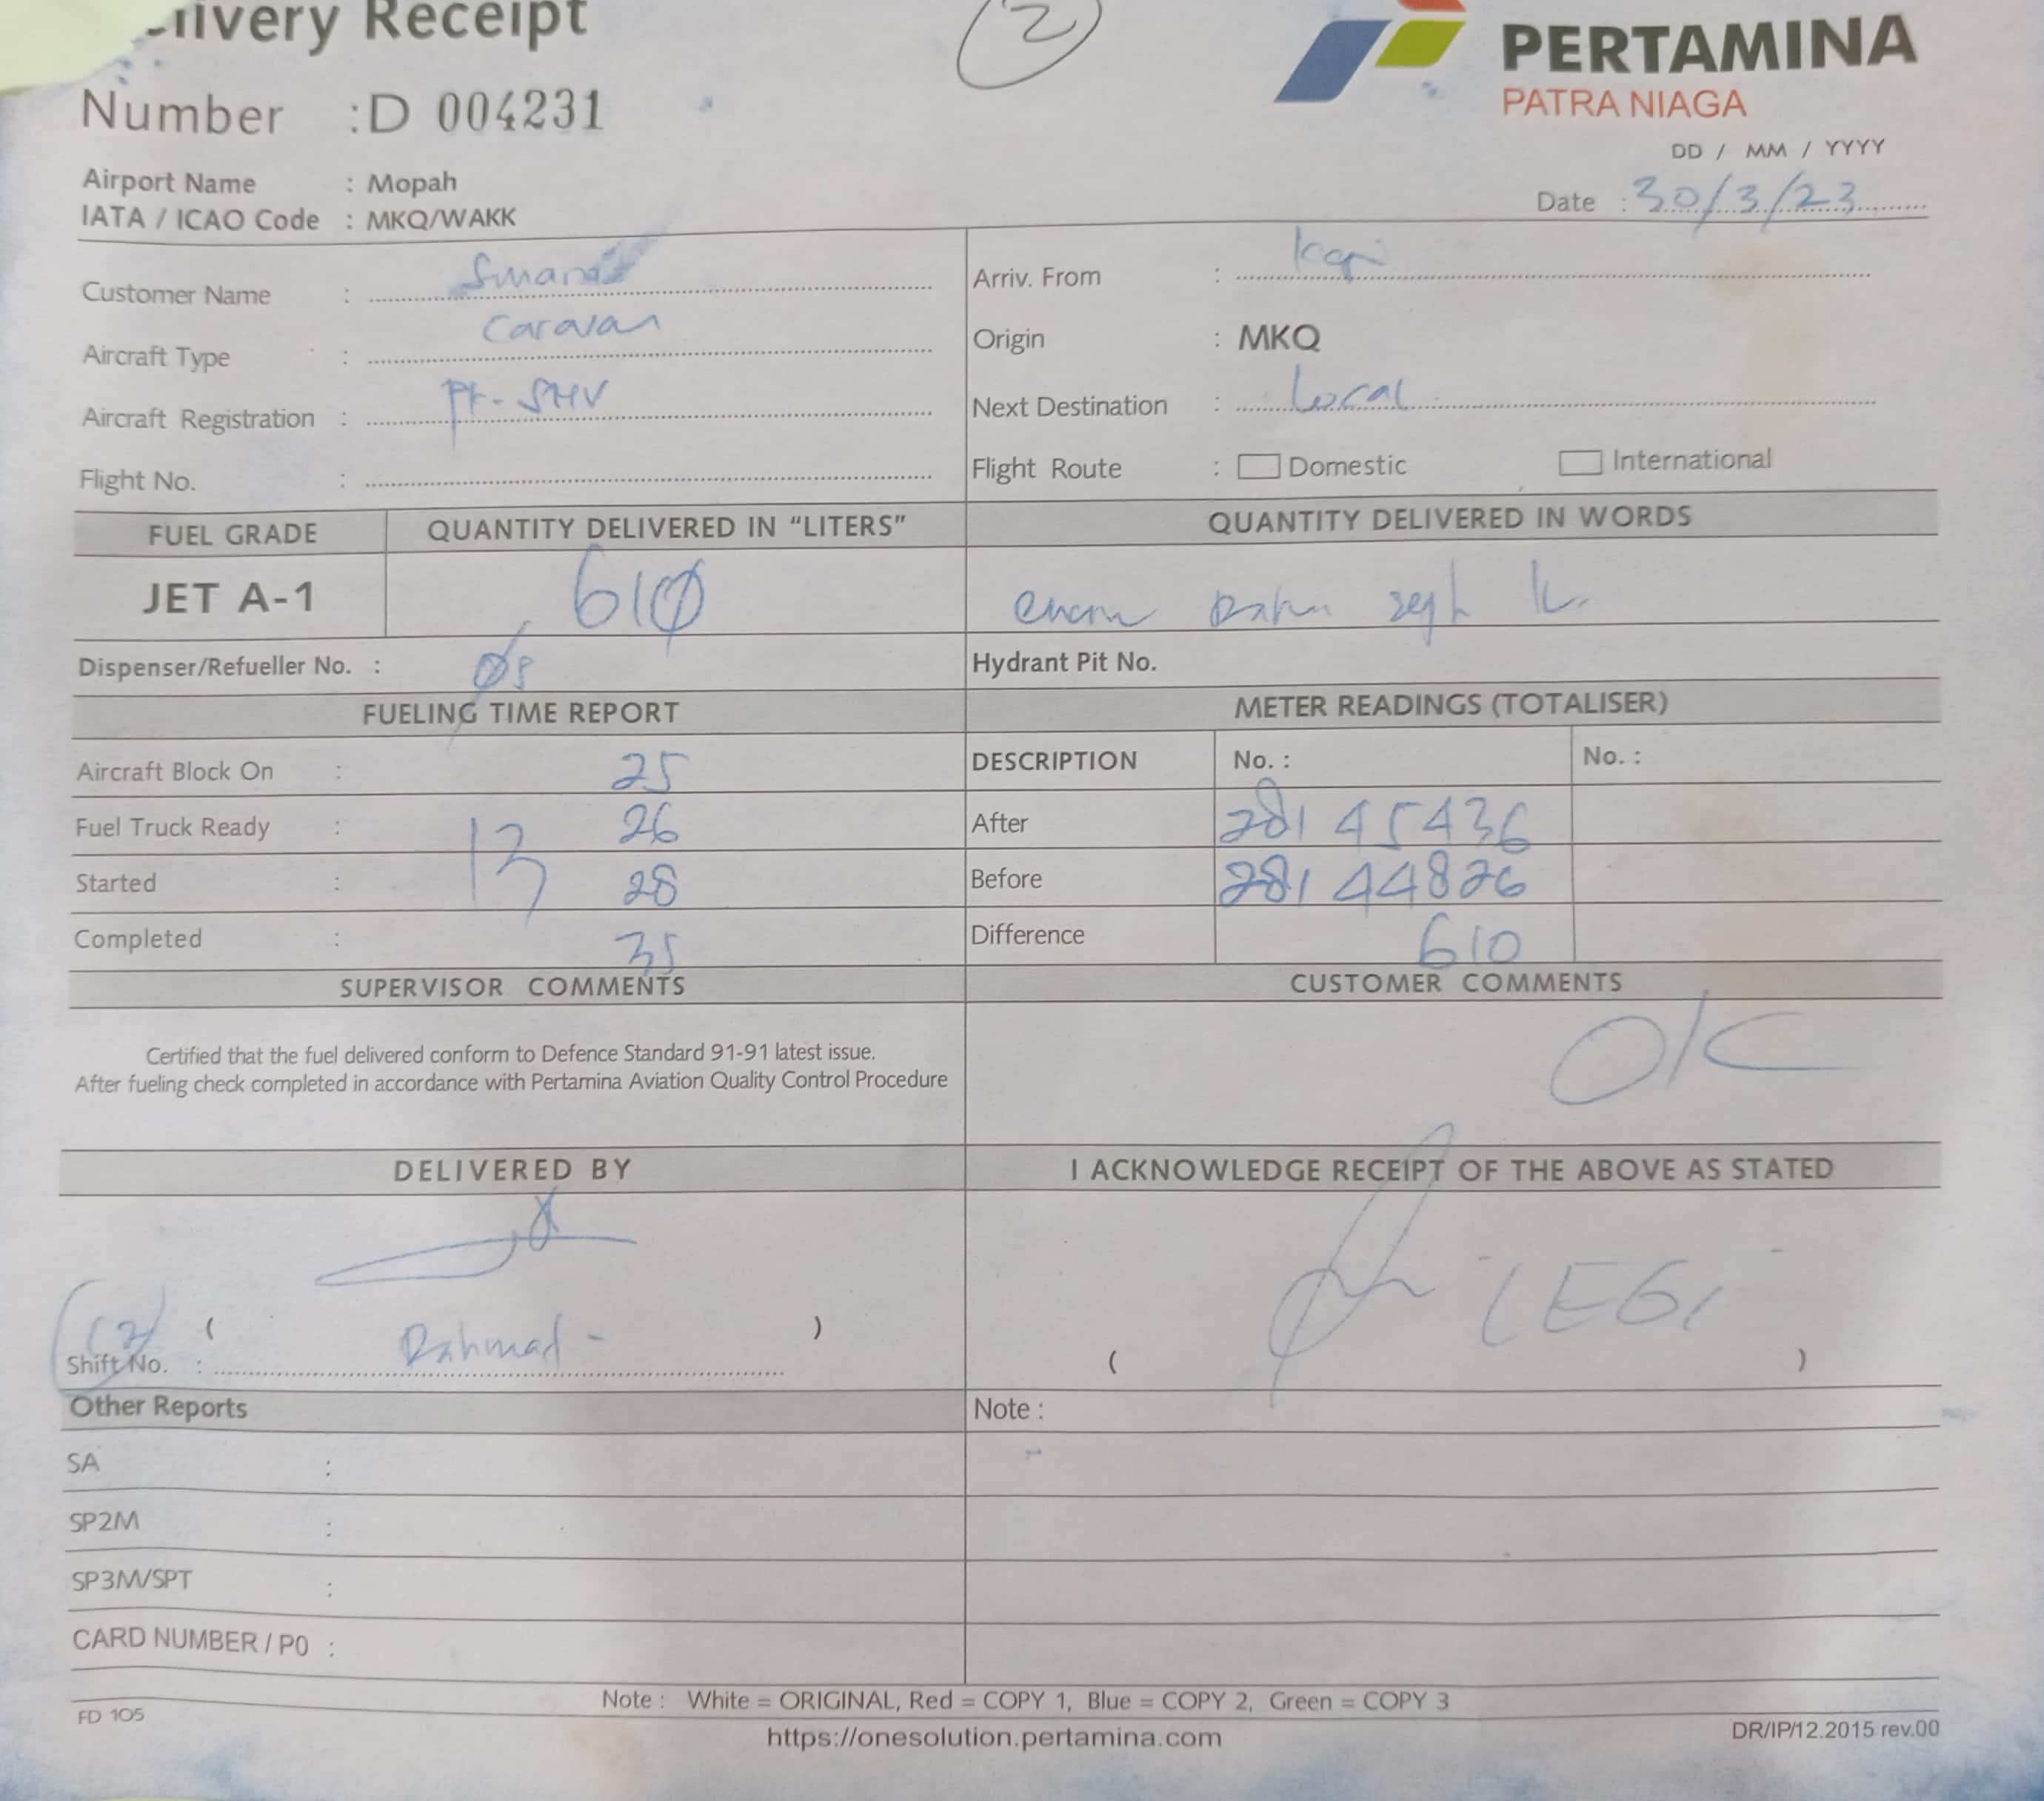 livery Receipt
2
PERTAMINA
PATRA NIAGA
Number : D 004231
DD / MM / YYYY
Airport Name : Mopah
Date : 30/3/23
IATA / ICAO Code : MKQ/WAKK
Customer Name :
Arriv. From :
Aircraft Type : Caravan
Origin : MKQ
Aircraft Registration : PK-SHV
Next Destination : Local
Flight No. :
Flight Route : Domestic International
FUEL GRADE QUANTITY DELIVERED IN "LITERS" QUANTITY DELIVERED IN WORDS
JET A-1 610 enam
Dispenser/Refueller No. :
Hydrant Pit No.
FUELING TIME REPORT METER READINGS (TOTALISER)
Aircraft Block On : 25
DESCRIPTION No. : No. :
Fuel Truck Ready : 13 26
After 28145436
Started : 28
Before 28144826
Completed : 35
Difference 610
SUPERVISOR COMMENTS CUSTOMER COMMENTS
OK
Certified that the fuel delivered conform to Defence Standard 91-91 latest issue.
After fueling check completed in accordance with Pertamina Aviation Quality Control Procedure
DELIVERED BY I ACKNOWLEDGE RECEIPT OF THE ABOVE AS STATED
( Rahmad - )
Shift No. :
( )
Other Reports Note :
SA :
SP2M :
SP3M/SPT :
CARD NUMBER / P0 :
Note : White = ORIGINAL, Red = COPY 1, Blue = COPY 2, Green = COPY 3
FD 105
https://onesolution.pertamina.com
DR/IP/12.2015 rev.00